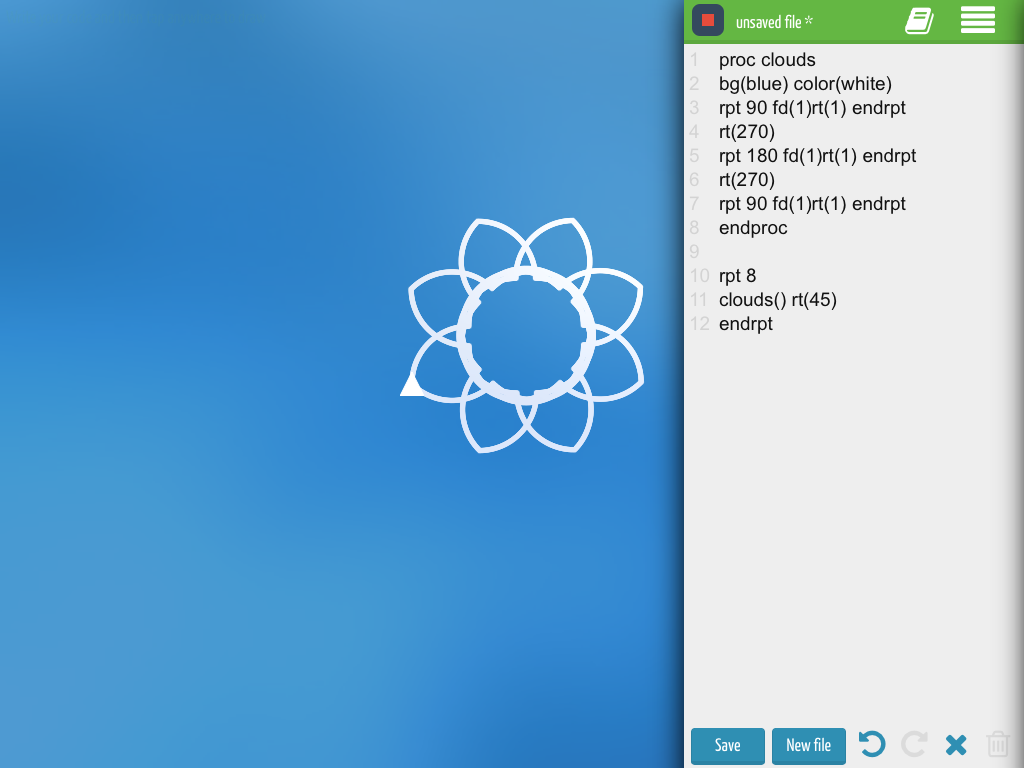 unsaved file *
1 proc clouds
2 bg(blue) color(white)
3 rpt 90 fd(1)rt(1) endrpt
4 rt(270)
5 rpt 180 fd(1)rt(1) endrpt
6 rt(270)
7 rpt 90 fd(1)rt(1) endrpt
8 endproc
9
10 rpt 8
11 clouds() rt(45)
12 endrpt
Save New file